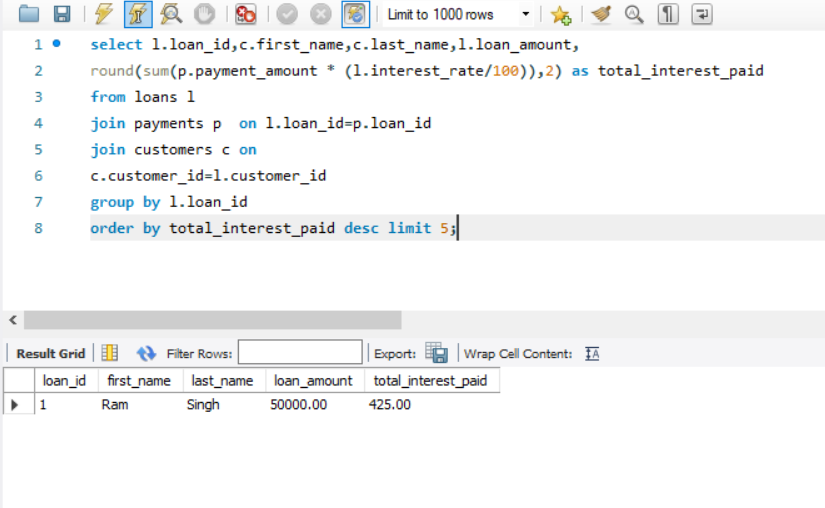 Limit to 1000 rows
1 select l.loan_id,c.first_name,c.last_name,l.loan_amount,
2 round(sum(p.payment_amount * (l.interest_rate/100)),2) as total_interest_paid
3 from loans l
4 join payments p  on l.loan_id=p.loan_id
5 join customers c on
6 c.customer_id=l.customer_id
7 group by l.loan_id
8 order by total_interest_paid desc limit 5;
Result Grid Filter Rows: Export: Wrap Cell Content: IA
loan_id first_name last_name loan_amount total_interest_paid
1 Ram Singh 50000.00 425.00